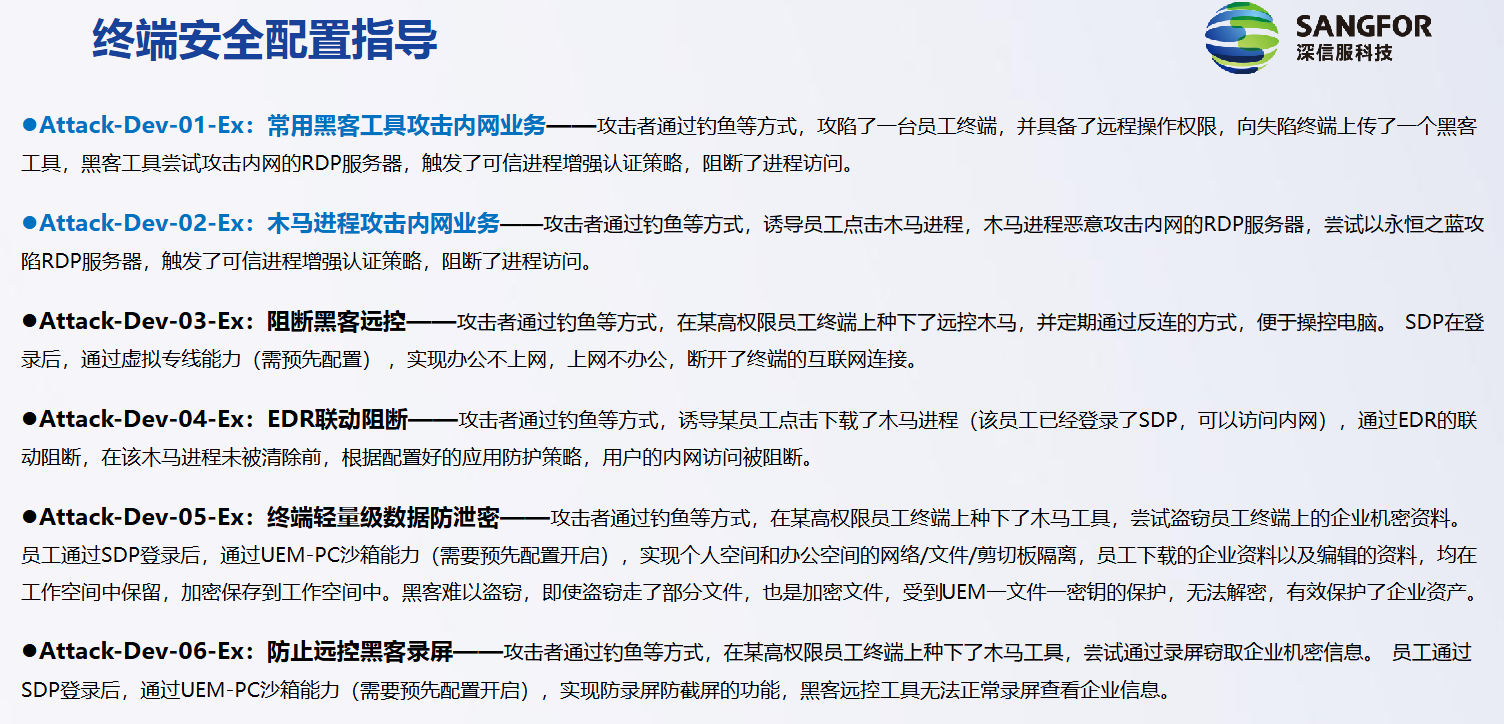 终端安全配置指导
SANGFOR
深信服科技
●Attack-Dev-01-Ex：常用黑客工具攻击内网业务——攻击者通过钓鱼等方式，攻陷了一台员工终端，并具备了远程操作权限，向失陷终端上传了一个黑客
工具，黑客工具尝试攻击内网的RDP服务器，触发了可信进程增强认证策略，阻断了进程访问。
●Attack-Dev-02-Ex：木马进程攻击内网业务——攻击者通过钓鱼等方式，诱导员工点击木马进程，木马进程恶意攻击内网的RDP服务器，尝试以永恒之蓝攻
陷RDP服务器，触发了可信进程增强认证策略，阻断了进程访问。
●Attack-Dev-03-Ex：阻断黑客远控——攻击者通过钓鱼等方式，在某高权限员工终端上种下了远控木马，并定期通过反连的方式，便于操控电脑。 SDP在登
录后，通过虚拟专线能力（需预先配置），实现办公不上网，上网不办公，断开了终端的互联网连接。
●Attack-Dev-04-Ex：EDR联动阻断——攻击者通过钓鱼等方式，诱导某员工点击下载了木马进程（该员工已经登录了SDP，可以访问内网），通过EDR的联
动阻断，在该木马进程未被清除前，根据配置好的应用防护策略，用户的内网访问被阻断。
●Attack-Dev-05-Ex：终端轻量级数据防泄密——攻击者通过钓鱼等方式，在某高权限员工终端上种下了木马工具，尝试盗窃员工终端上的企业机密资料。
员工通过SDP登录后，通过UEM-PC沙箱能力（需要预先配置开启），实现个人空间和办公空间的网络/文件/剪切板隔离，员工下载的企业资料以及编辑的资料，均在
工作空间中保留，加密保存到工作空间中。黑客难以盗窃，即使盗窃走了部分文件，也是加密文件，受到UEM一文件一密钥的保护，无法解密，有效保护了企业资产。
●Attack-Dev-06-Ex：防止远控黑客录屏——攻击者通过钓鱼等方式，在某高权限员工终端上种下了木马工具，尝试通过录屏窃取企业机密信息。 员工通过
SDP登录后，通过UEM-PC沙箱能力（需要预先配置开启），实现防录屏防截屏的功能，黑客远控工具无法正常录屏查看企业信息。